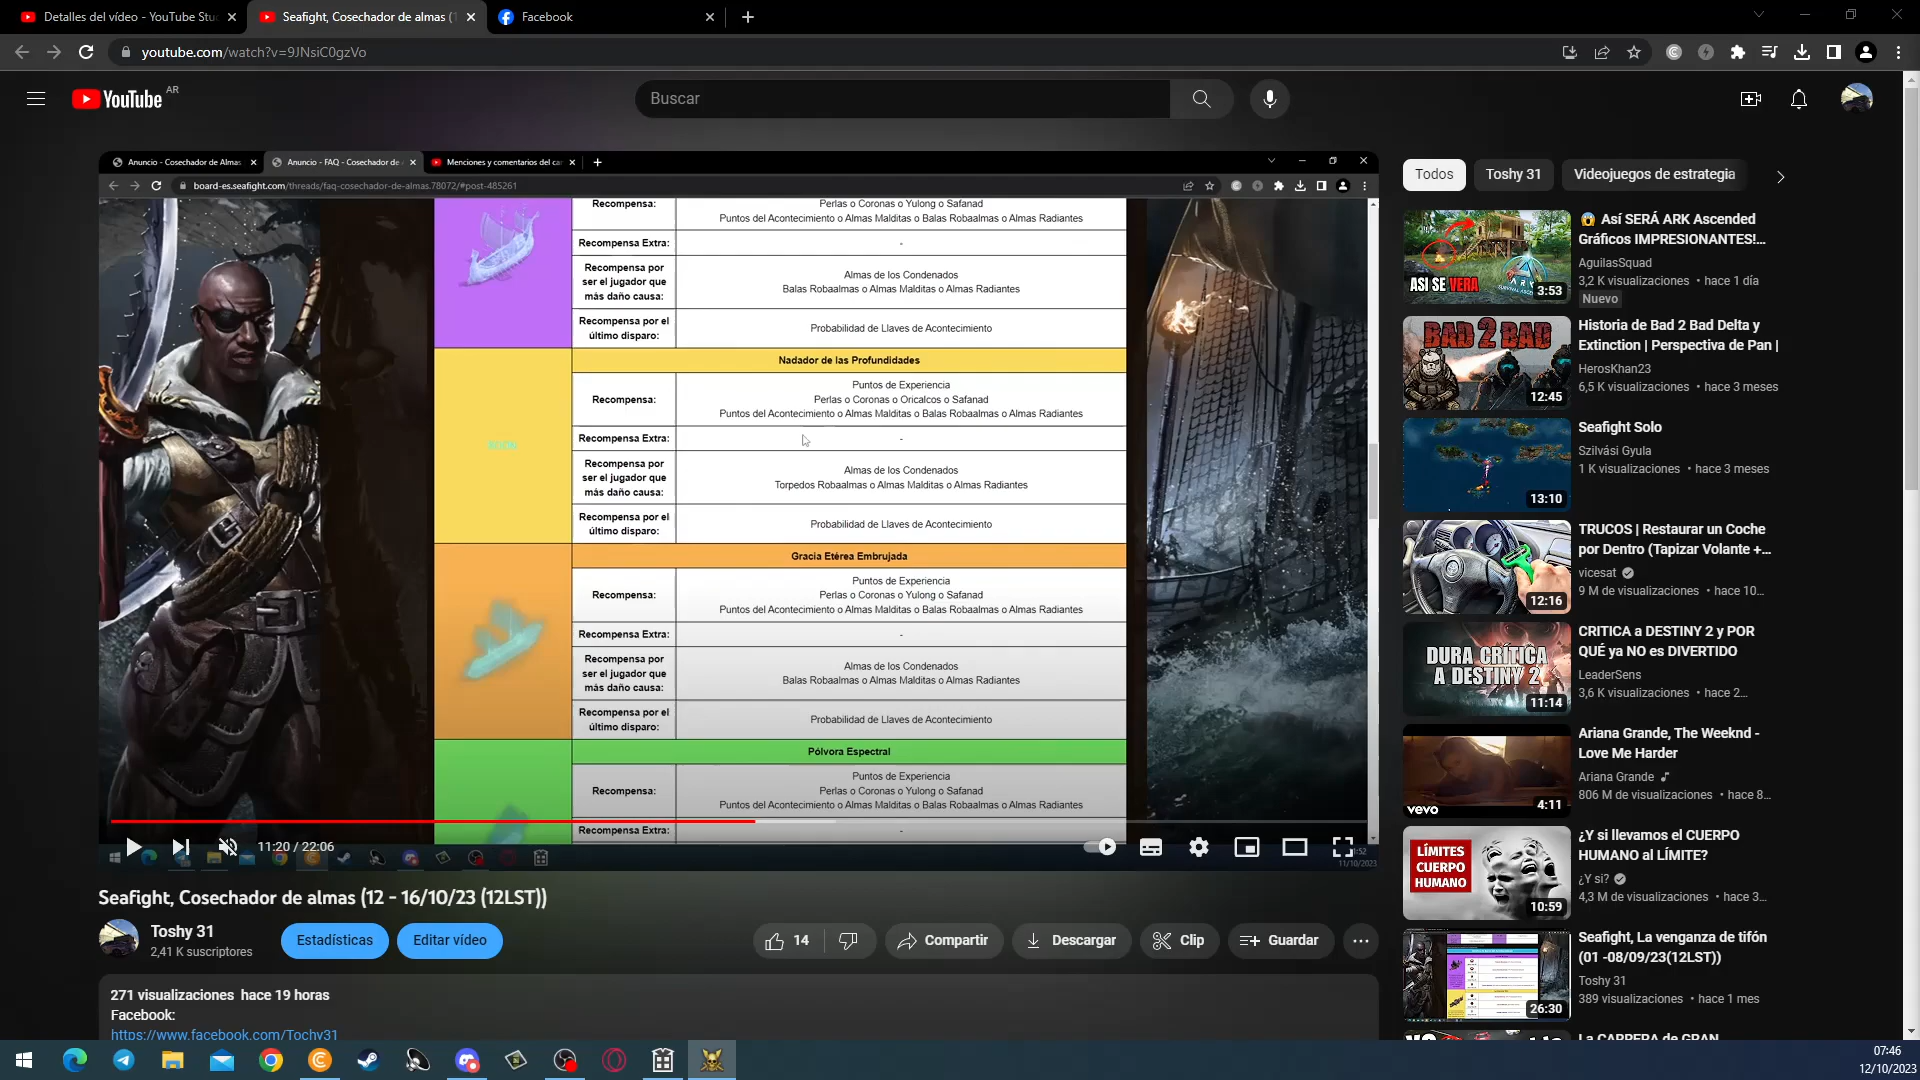 Detalles del vídeo - YouTube Stu
Seafight, Cosechador de almas (1
Facebook
youtube.com/watch?v=9JNsiC0gzVo
YouTube AR
Buscar
Anuncio - Cosechador de Almas
Anuncio - FAQ - Cosechador de
Menciones y comentarios del can
board-es.seafight.com/threads/faq-cosechador-de-almas.78072/#post-485261
Recompensa:
Perlas o Coronas o Yulong o Safanad
Puntos del Acontecimiento o Almas Malditas o Balas Robaalmas o Almas Radiantes
Recompensa Extra:
-
Recompensa por
ser el jugador que
más daño causa:
Almas de los Condenados
Balas Robaalmas o Almas Malditas o Almas Radiantes
Recompensa por el
último disparo:
Probabilidad de Llaves de Acontecimiento
Nadador de las Profundidades
Recompensa:
Puntos de Experiencia
Perlas o Coronas o Oricalcos o Safanad
Puntos del Acontecimiento o Almas Malditas o Balas Robaalmas o Almas Radiantes
Recompensa Extra:
-
Recompensa por
ser el jugador que
más daño causa:
Almas de los Condenados
Torpedos Robaalmas o Almas Malditas o Almas Radiantes
Recompensa por el
último disparo:
Probabilidad de Llaves de Acontecimiento
Gracia Etérea Embrujada
Recompensa:
Puntos de Experiencia
Perlas o Coronas o Yulong o Safanad
Puntos del Acontecimiento o Almas Malditas o Balas Robaalmas o Almas Radiantes
Recompensa Extra:
-
Recompensa por
ser el jugador que
más daño causa:
Almas de los Condenados
Balas Robaalmas o Almas Malditas o Almas Radiantes
Recompensa por el
último disparo:
Probabilidad de Llaves de Acontecimiento
Pólvora Espectral
Recompensa:
Puntos de Experiencia
Perlas o Coronas o Yulong o Safanad
Puntos del Acontecimiento o Almas Malditas o Balas Robaalmas o Almas Radiantes
Recompensa Extra:
-
11:20 / 22:06
11/10/2023
Seafight, Cosechador de almas (12 - 16/10/23 (12LST))
Toshy 31
2,41 K suscriptores
Estadísticas
Editar vídeo
14
Compartir
Descargar
Clip
Guardar
271 visualizaciones hace 19 horas
Facebook:
https://www.facebook.com/Tochy31
Todos
Toshy 31
Videojuegos de estrategia
ASI SE VERA
ARK
3:53
😱 Así SERÁ ARK Ascended
Gráficos IMPRESIONANTES!...
AguilasSquad
3,2 K visualizaciones • hace 1 día
Nuevo
BAD 2 BAD
12:45
Historia de Bad 2 Bad Delta y
Extinction | Perspectiva de Pan |
HerosKhan23
6,5 K visualizaciones • hace 3 meses
13:10
Seafight Solo
Szilvási Gyula
1 K visualizaciones • hace 3 meses
12:16
TRUCOS | Restaurar un Coche
por Dentro (Tapizar Volante +...
vicesat
9 M de visualizaciones • hace 10...
DURA CRÍTICA
A DESTINY 2
11:14
CRITICA a DESTINY 2 y POR
QUÉ ya NO es DIVERTIDO
LeaderSens
3,6 K visualizaciones • hace 2...
vevo
4:11
Ariana Grande, The Weeknd -
Love Me Harder
Ariana Grande
806 M de visualizaciones • hace 8...
LÍMITES
CUERPO
HUMANO
10:59
¿Y si llevamos el CUERPO
HUMANO al LÍMITE?
¿Y si?
4,3 M de visualizaciones • hace 3...
26:30
Seafight, La venganza de tifón
(01 -08/09/23(12LST))
Toshy 31
389 visualizaciones • hace 1 mes
La CARRERA de GRAN
07:46
12/10/2023